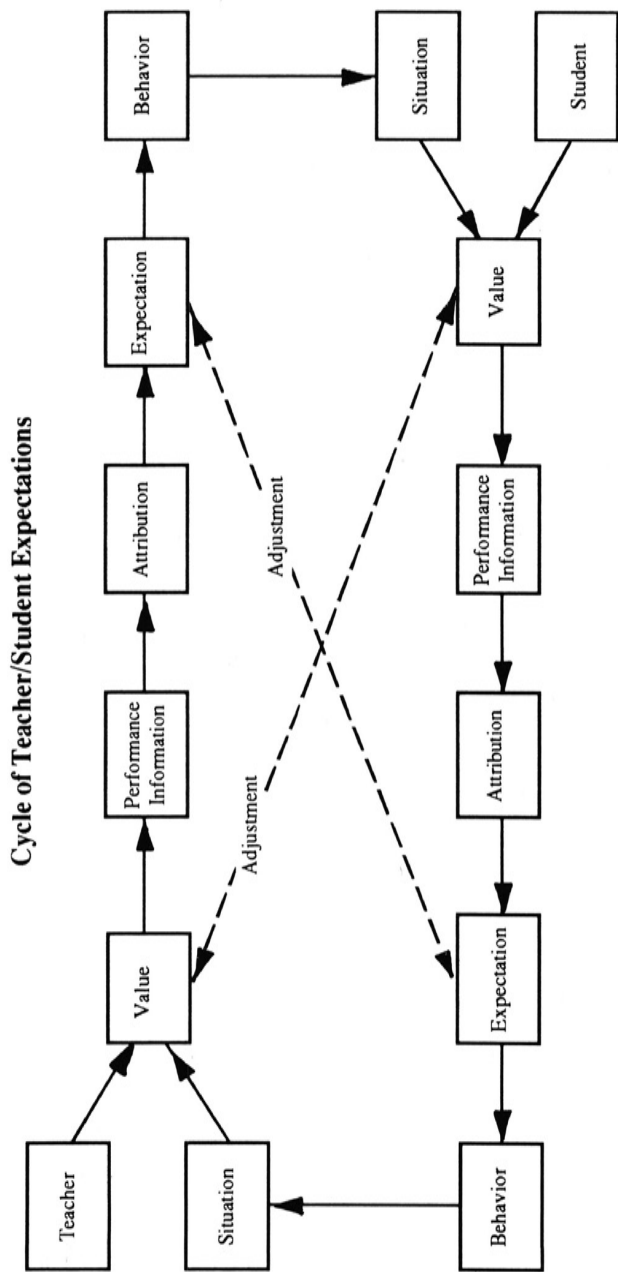 Cycle of Teacher/Student Expectations
Teacher
Situation
Value
Performance
Information
Attribution
Expectation
Behavior
Adjustment
Adjustment
Behavior
Expectation
Attribution
Performance
Information
Value
Situation
Student